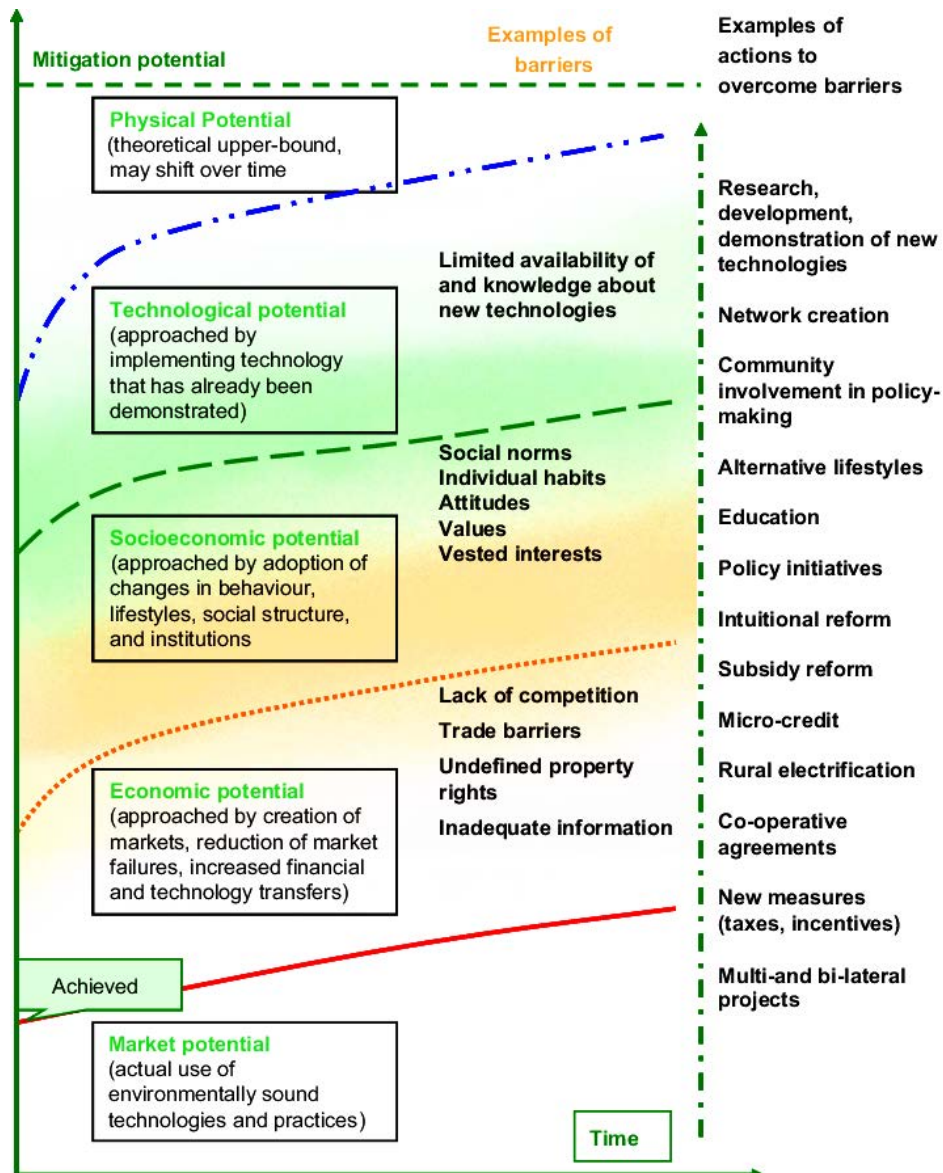 Mitigation potential
Examples of
barriers
Examples of
actions to
overcome barriers
Physical Potential
(theoretical upper-bound,
may shift over time
Limited availability of
and knowledge about
new technologies
Technological potential
(approached by
implementing technology
that has already been
demonstrated)
Social norms
Individual habits
Attitudes
Values
Vested interests
Socioeconomic potential
(approached by adoption of
changes in behaviour,
lifestyles, social structure,
and institutions
Lack of competition
Trade barriers
Undefined property
rights
Inadequate information
Economic potential
(approached by creation of
markets, reduction of market
failures, increased financial
and technology transfers)
Achieved
Market potential
(actual use of
environmentally sound
technologies and practices)
Time
Research,
development,
demonstration of new
technologies
Network creation
Community
involvement in policy-
making
Alternative lifestyles
Education
Policy initiatives
Intuitional reform
Subsidy reform
Micro-credit
Rural electrification
Co-operative
agreements
New measures
(taxes, incentives)
Multi-and bi-lateral
projects